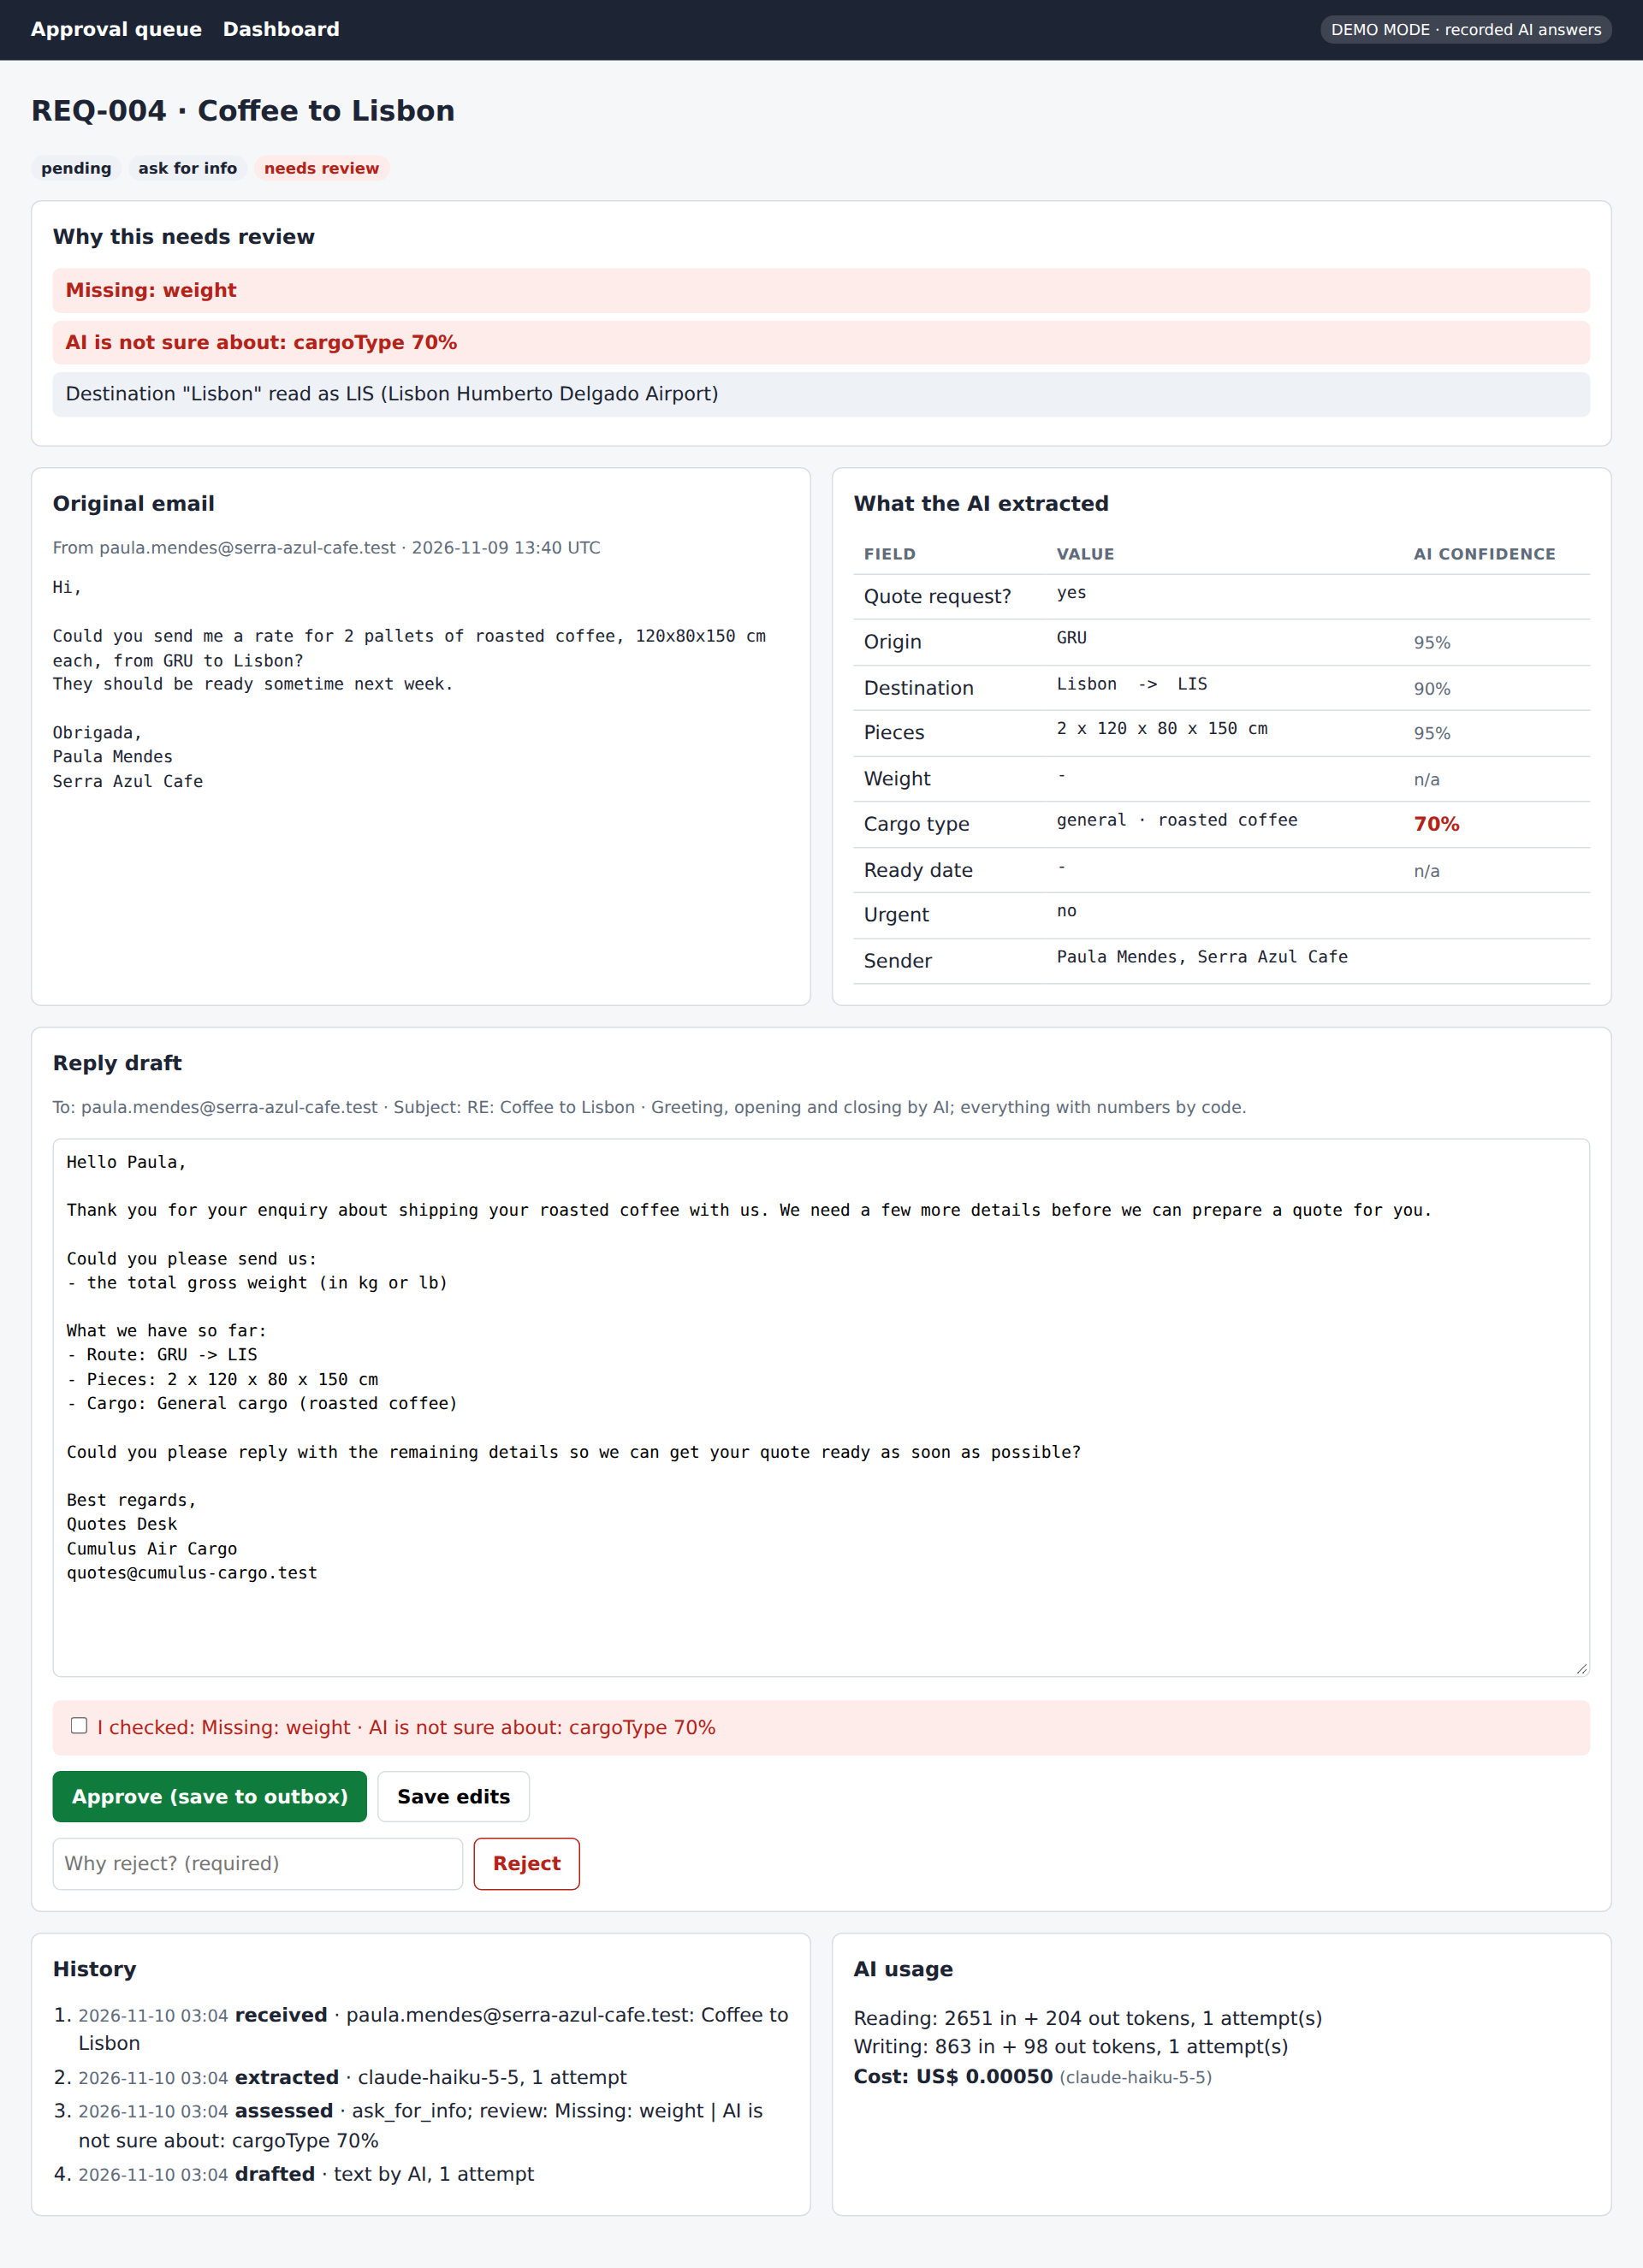 Approval queue Dashboard DEMO MODE · recorded AI answers
REQ-004 · Coffee to Lisbon
pending ask for info needs review
Why this needs review
Missing: weight
AI is not sure about: cargoType 70%
Destination "Lisbon" read as LIS (Lisbon Humberto Delgado Airport)
Original email
From paula.mendes@serra-azul-cafe.test · 2026-11-09 13:40 UTC
Hi,
Could you send me a rate for 2 pallets of roasted coffee, 120x80x150 cm
each, from GRU to Lisbon?
They should be ready sometime next week.
Obrigada,
Paula Mendes
Serra Azul Cafe
What the AI extracted
FIELD VALUE AI CONFIDENCE
Quote request? yes
Origin GRU 95%
Destination Lisbon -> LIS 90%
Pieces 2 x 120 x 80 x 150 cm 95%
Weight - n/a
Cargo type general · roasted coffee 70%
Ready date - n/a
Urgent no
Sender Paula Mendes, Serra Azul Cafe
Reply draft
To: paula.mendes@serra-azul-cafe.test · Subject: RE: Coffee to Lisbon · Greeting, opening and closing by AI; everything with numbers by code.
Hello Paula,
Thank you for your enquiry about shipping your roasted coffee with us. We need a few more details before we can prepare a quote for you.
Could you please send us:
- the total gross weight (in kg or lb)
What we have so far:
- Route: GRU -> LIS
- Pieces: 2 x 120 x 80 x 150 cm
- Cargo: General cargo (roasted coffee)
Could you please reply with the remaining details so we can get your quote ready as soon as possible?
Best regards,
Quotes Desk
Cumulus Air Cargo
quotes@cumulus-cargo.test
I checked: Missing: weight · AI is not sure about: cargoType 70%
Approve (save to outbox) Save edits
Why reject? (required) Reject
History
1. 2026-11-10 03:04 received · paula.mendes@serra-azul-cafe.test: Coffee to
Lisbon
2. 2026-11-10 03:04 extracted · claude-haiku-5-5, 1 attempt
3. 2026-11-10 03:04 assessed · ask_for_info; review: Missing: weight | AI is
not sure about: cargoType 70%
4. 2026-11-10 03:04 drafted · text by AI, 1 attempt
AI usage
Reading: 2651 in + 204 out tokens, 1 attempt(s)
Writing: 863 in + 98 out tokens, 1 attempt(s)
Cost: US$ 0.00050 (claude-haiku-5-5)